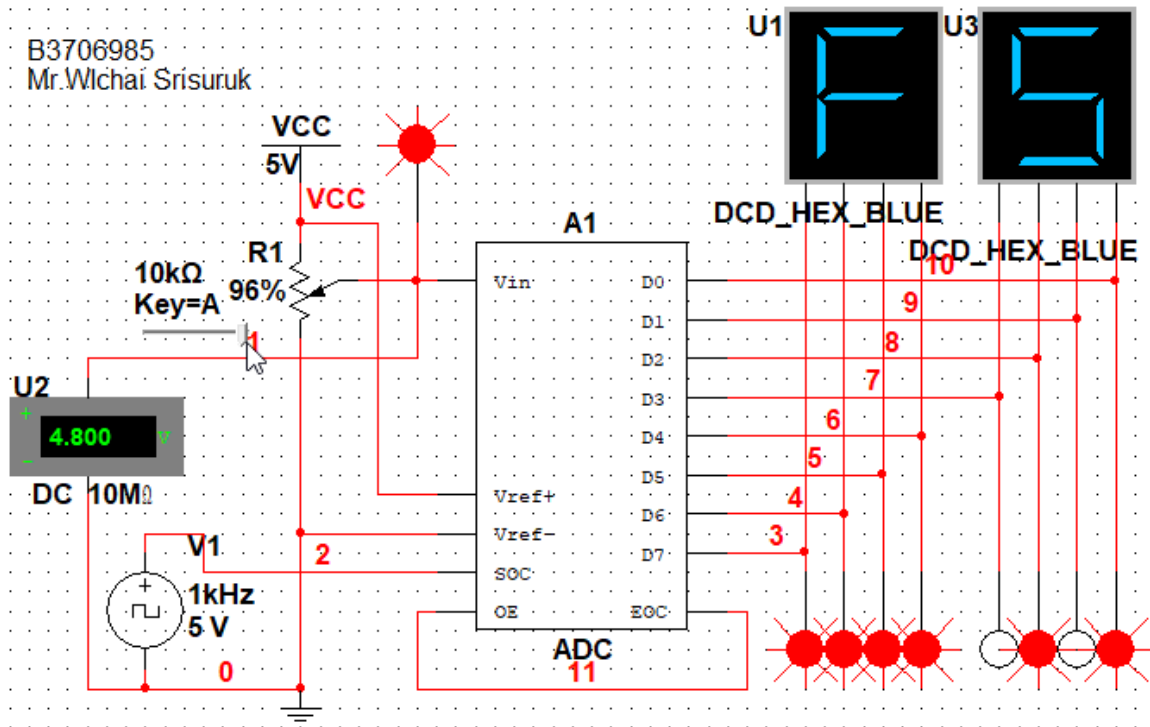 B3706985
Mr.WIchai Srisuruk
U1
F
U3
5
DCD_HEX_BLUE
DCD_HEX_BLUE
VCC
5V
VCC
R1
10kΩ
Key=A
96%
1
U2
+
4.800
V
-
DC 10MΩ
V1
+
1kHz
5 V
0
2
A1
Vin
Vref+
Vref-
SOC
OE
D0
D1
D2
D3
D4
D5
D6
D7
EOC
ADC
11
10
9
8
7
6
5
4
3